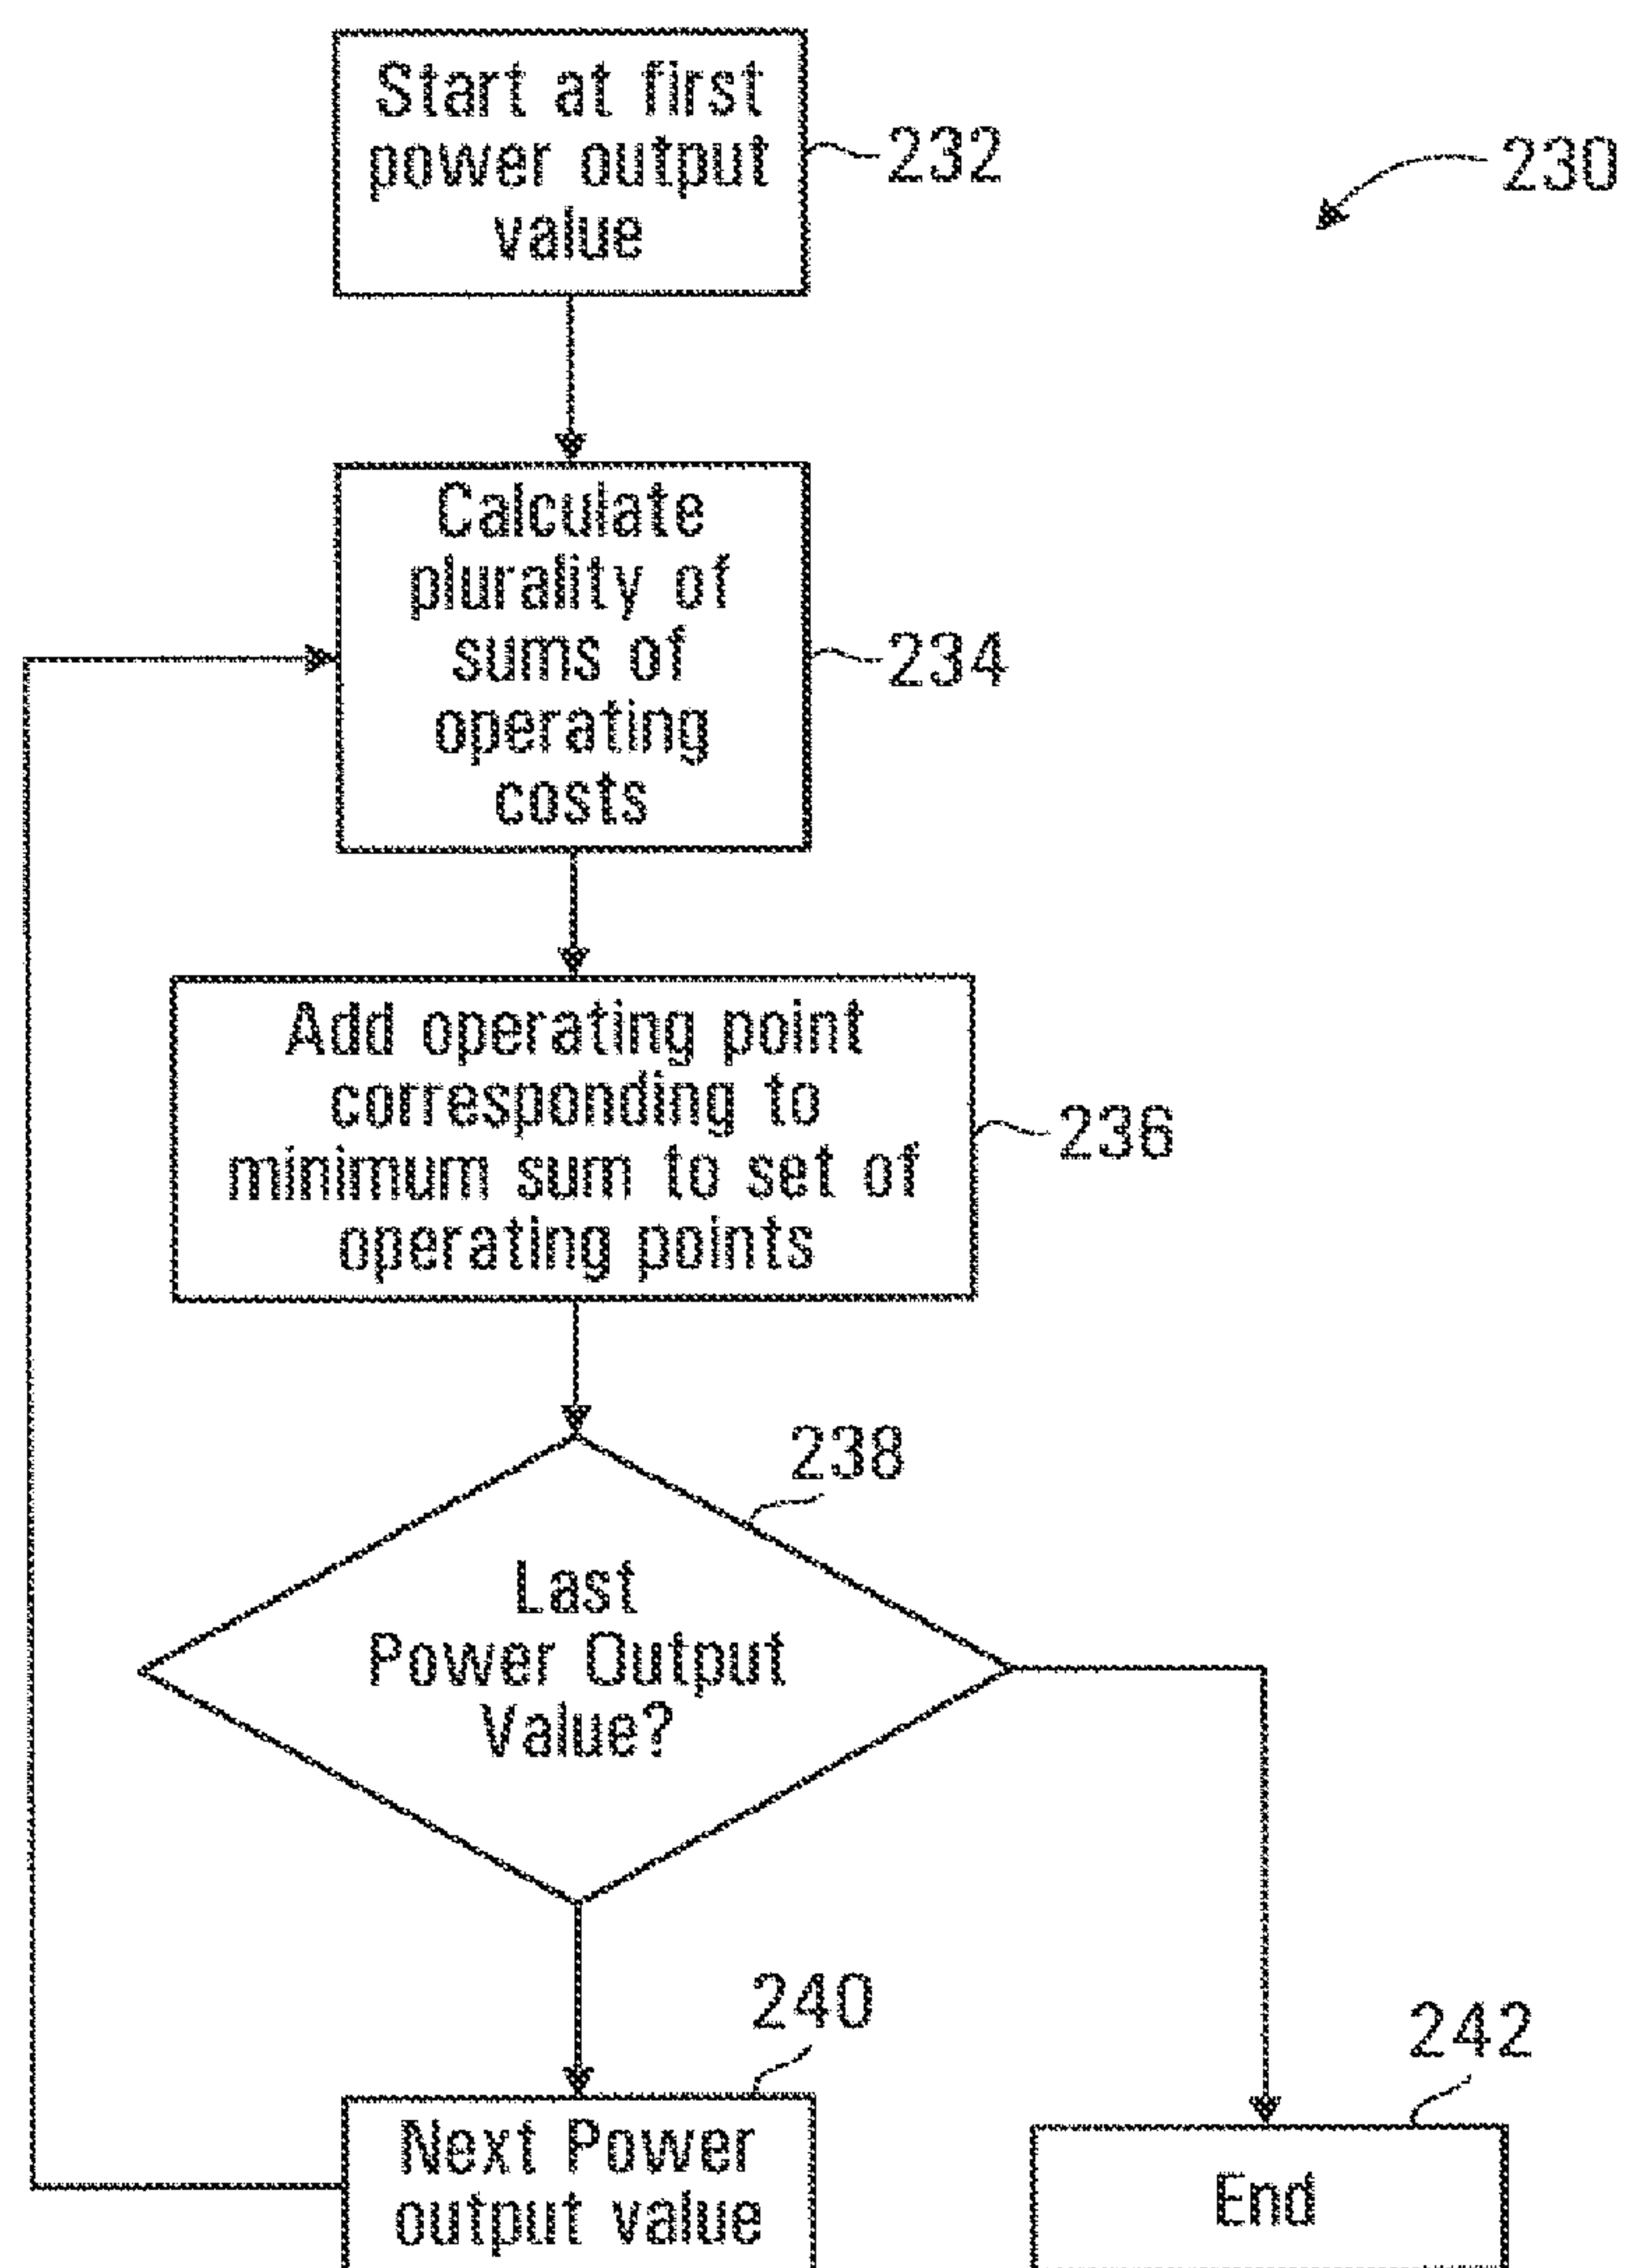 Start at first
power output
value
232
230
Calculate
plurality of
sums of
operating
costs
234
Add operating point
corresponding to
minimum sum to set of
operating points
236
238
Last
Power Output
Value?
240
Next Power
output value
242
End